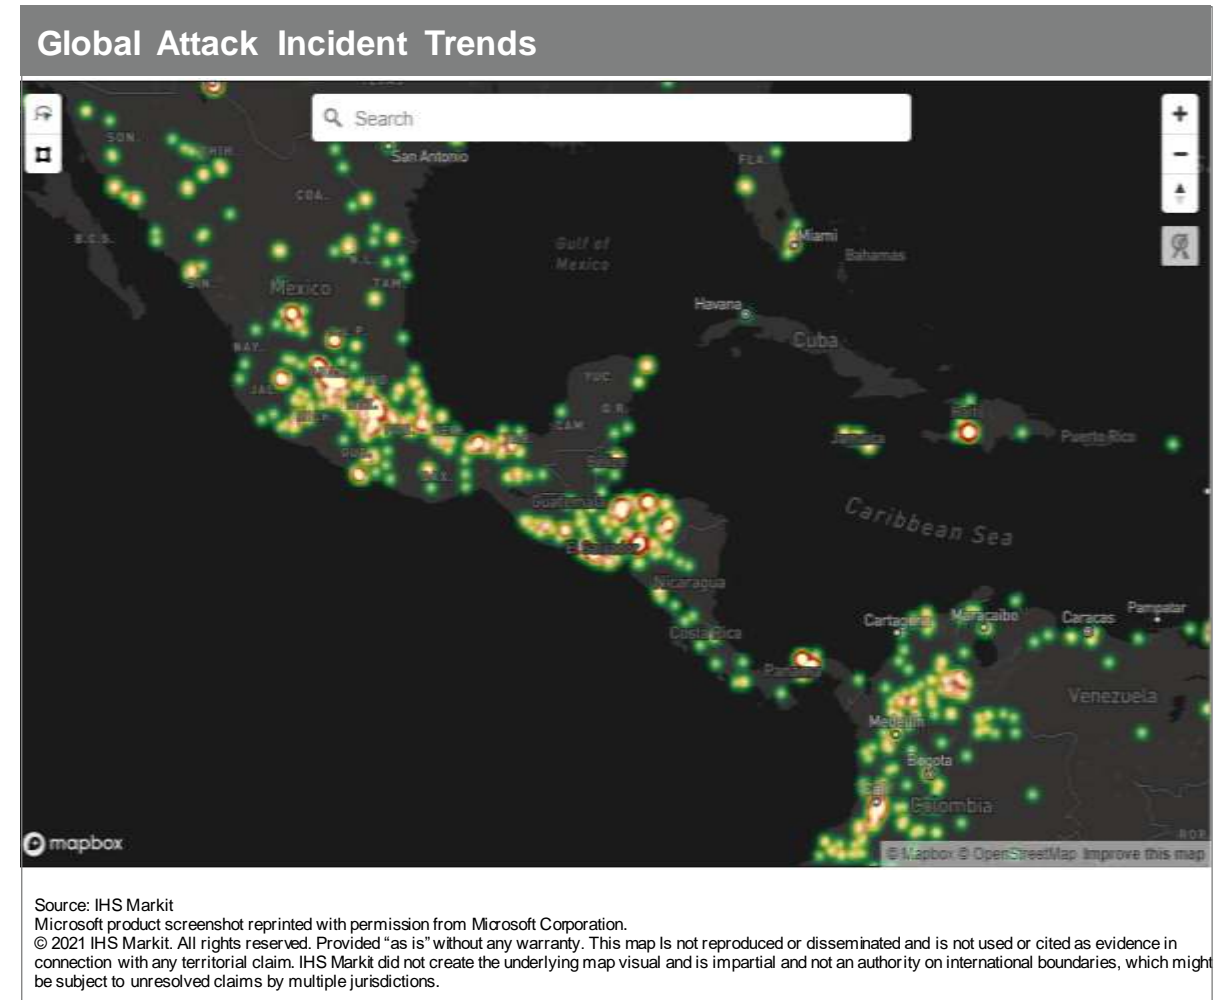 Global Attack Incident Trends
Search
SON.
CHIH.
San Antonio
FLA.
COA.
B.C.S.
Miami
Gulf of
Mexico
Bahamas
N.L.
SIN.
Mexico
TAM.
Havana
Cuba
NAY.
JAL.
YUC.
Q.R.
CAM.
Haiti
Jamaica
Puerto Rico
Belize
Guatemala
Caribbean Sea
El Salvador
Nicaragua
Cartagena
Maracaibo
Caracas
Pampatar
Costa Rica
Panama
Venezuela
Medellín
Bogota
Cali
Colombia
ROR.
mapbox
© Mapbox © OpenStreetMap Improve this map
Source: IHS Markit
Microsoft product screenshot reprinted with permission from Microsoft Corporation.
© 2021 IHS Markit. All rights reserved. Provided “as is” without any warranty. This map Is not reproduced or disseminated and is not used or cited as evidence in
connection with any territorial claim. IHS Markit did not create the underlying map visual and is impartial and not an authority on international boundaries, which might
be subject to unresolved claims by multiple jurisdictions.